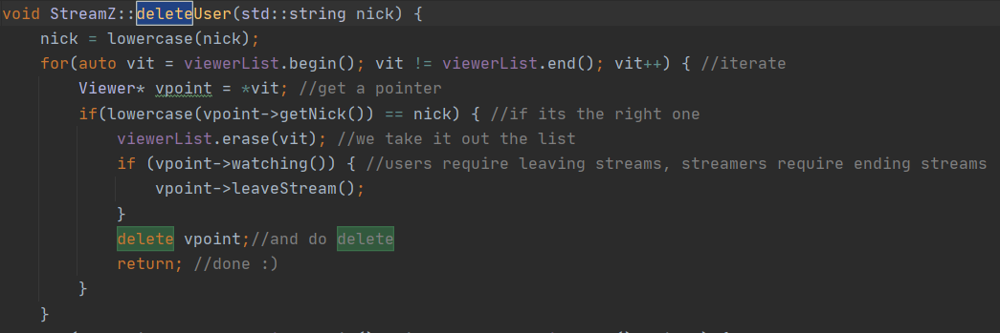 void StreamZ::deleteUser(std::string nick) {
    nick = lowercase(nick);
    for(auto vit = viewerList.begin(); vit != viewerList.end(); vit++) { //iterate
        Viewer* vpoint = *vit; //get a pointer
        if(lowercase(vpoint->getNick()) == nick) { //if its the right one
            viewerList.erase(vit); //we take it out the list
            if (vpoint->watching()) { //users require leaving streams, streamers require ending streams
                vpoint->leaveStream();
            }
            delete vpoint;//and do delete
            return; //done :)
        }
    }